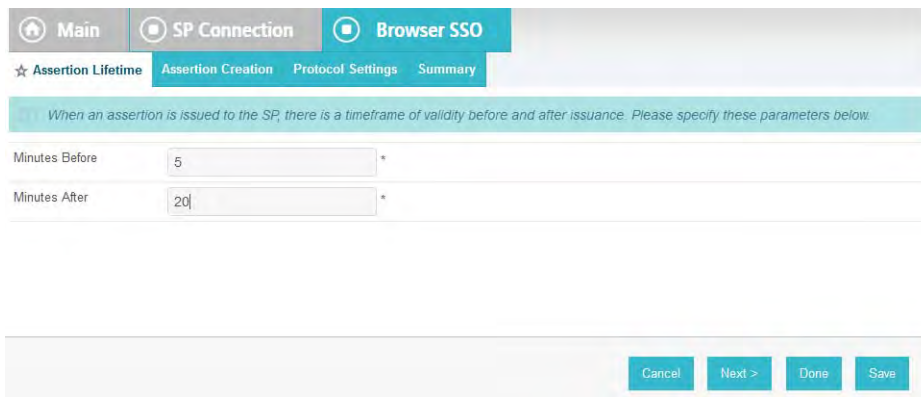 Main SP Connection Browser SSO
Assertion Lifetime Assertion Creation Protocol Settings Summary
When an assertion is issued to the SP, there is a timeframe of validity before and after issuance. Please specify these parameters below.
Minutes Before 5 *
Minutes After 20 *
Cancel Next > Done Save